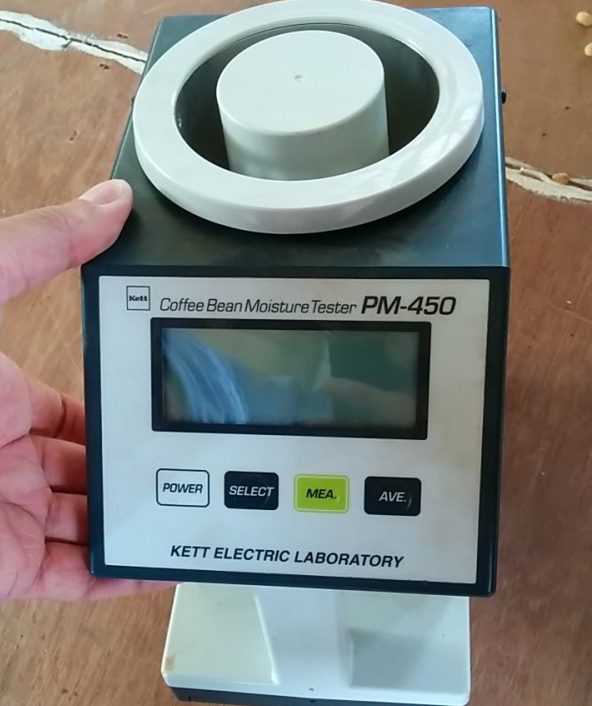 Kett Coffee Bean Moisture Tester PM-450
POWER SELECT MEA. AVE.
KETT ELECTRIC LABORATORY